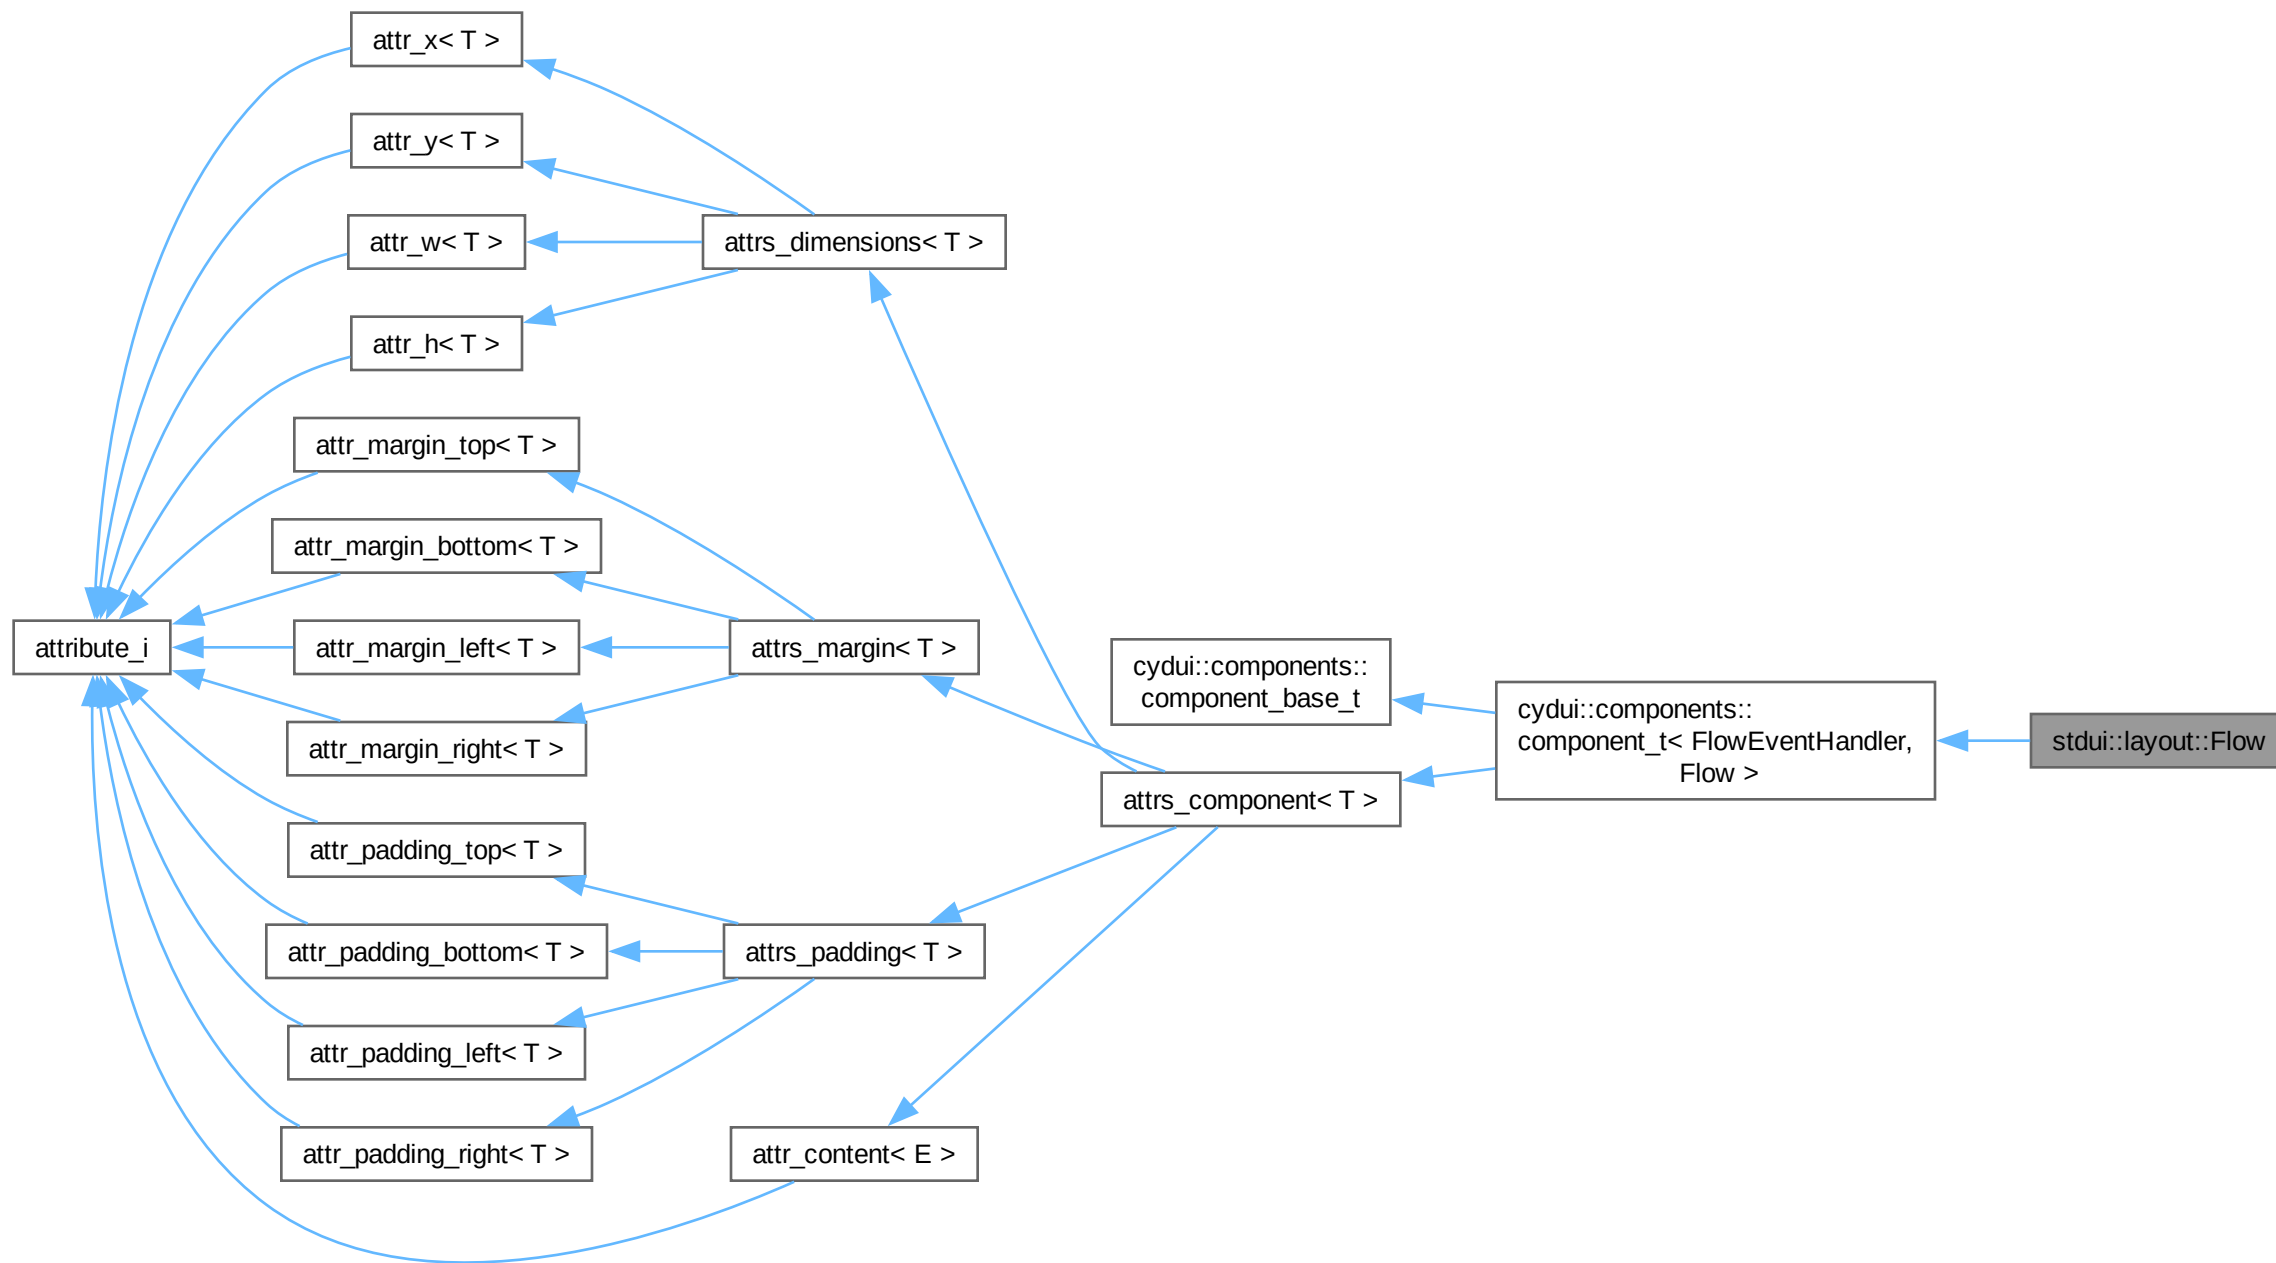 attr_x< T >
attr_y< T >
attr_w< T >
attrs_dimensions< T >
attr_h< T >
attr_margin_top< T >
attr_margin_bottom< T >
attribute_i
attr_margin_left< T >
attrs_margin< T >
cydui::components::
component_base_t
attr_margin_right< T >
cydui::components::
component_t< FlowEventHandler,
Flow >
stdui::layout::Flow
attrs_component< T >
attr_padding_top< T >
attr_padding_bottom< T >
attrs_padding< T >
attr_padding_left< T >
attr_padding_right< T >
attr_content< E >